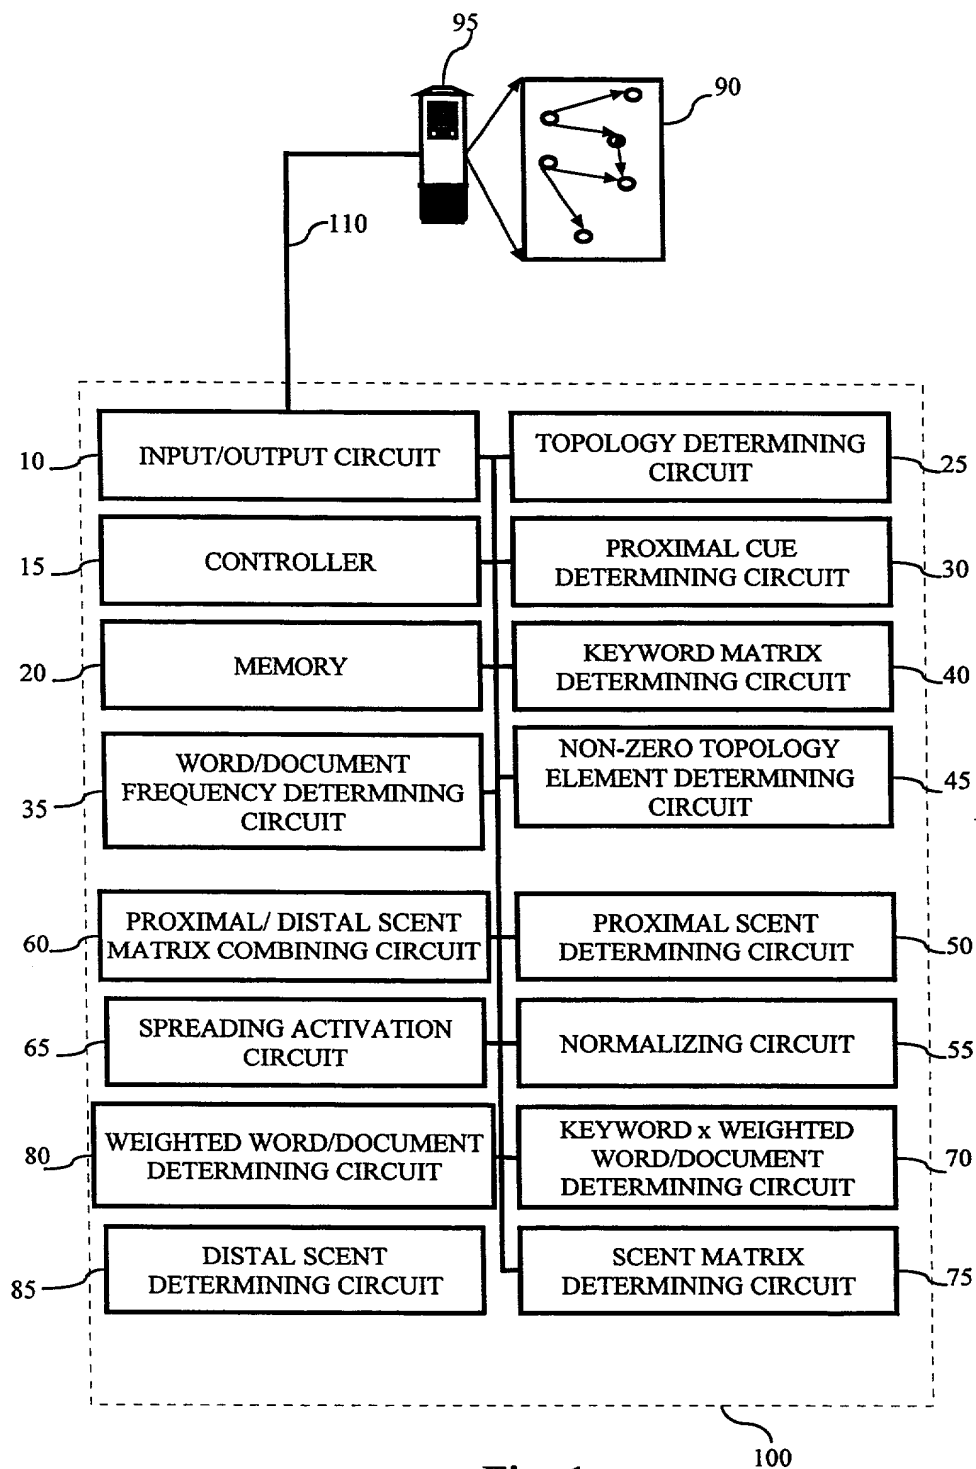 95
90
110
10
INPUT/OUTPUT CIRCUIT
TOPOLOGY DETERMINING
CIRCUIT
25
15
CONTROLLER
PROXIMAL CUE
DETERMINING CIRCUIT
30
20
MEMORY
KEYWORD MATRIX
DETERMINING CIRCUIT
40
35
WORD/DOCUMENT
FREQUENCY DETERMINING
CIRCUIT
NON-ZERO TOPOLOGY
ELEMENT DETERMINING
CIRCUIT
45
60
PROXIMAL/ DISTAL SCENT
MATRIX COMBINING CIRCUIT
PROXIMAL SCENT
DETERMINING CIRCUIT
50
65
SPREADING ACTIVATION
CIRCUIT
NORMALIZING CIRCUIT
55
80
WEIGHTED WORD/DOCUMENT
DETERMINING CIRCUIT
KEYWORD x WEIGHTED
WORD/DOCUMENT
DETERMINING CIRCUIT
70
85
DISTAL SCENT
DETERMINING CIRCUIT
SCENT MATRIX
DETERMINING CIRCUIT
75
100